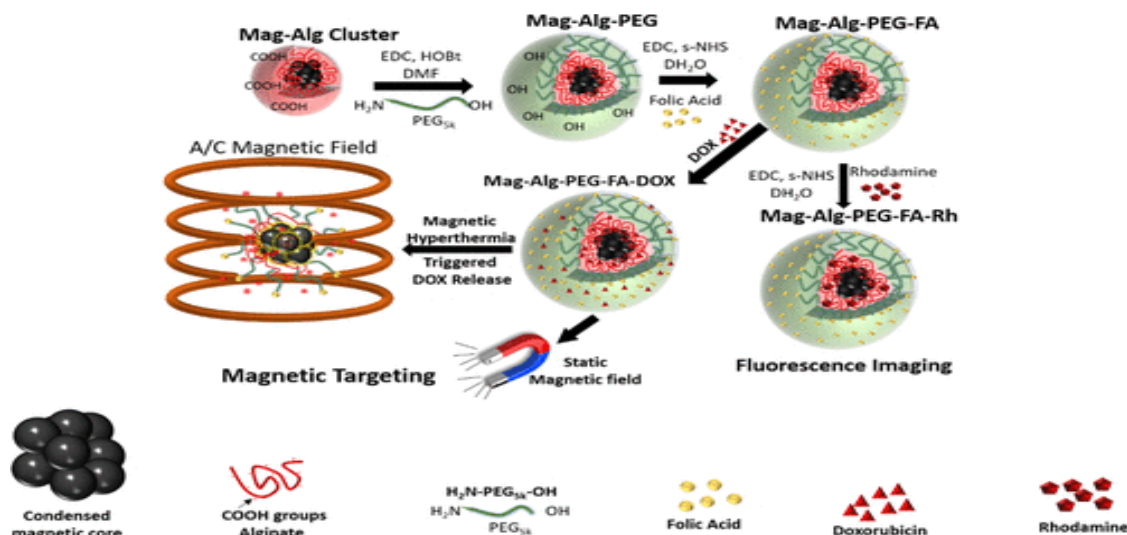 Mag-Alg Cluster
COOH
COOH
COOH
EDC, HOBt
DMF
H2N
OH
PEG5k
Mag-Alg-PEG
OH
OH
OH
OH
OH
EDC, s-NHS
DH2O
Folic Acid
Mag-Alg-PEG-FA
DOX
EDC, s-NHS
DH2O
Rhodamine
A/C Magnetic Field
Mag-Alg-PEG-FA-DOX
Mag-Alg-PEG-FA-Rh
Magnetic
Hyperthermia
Triggered
DOX Release
Magnetic Targeting
Static
Magnetic field
Fluorescence Imaging
Condensed
magnetic core
COOH groups
Alginate
H2N-PEG5k-OH
H2N
OH
PEG5k
Folic Acid
Doxorubicin
Rhodamine